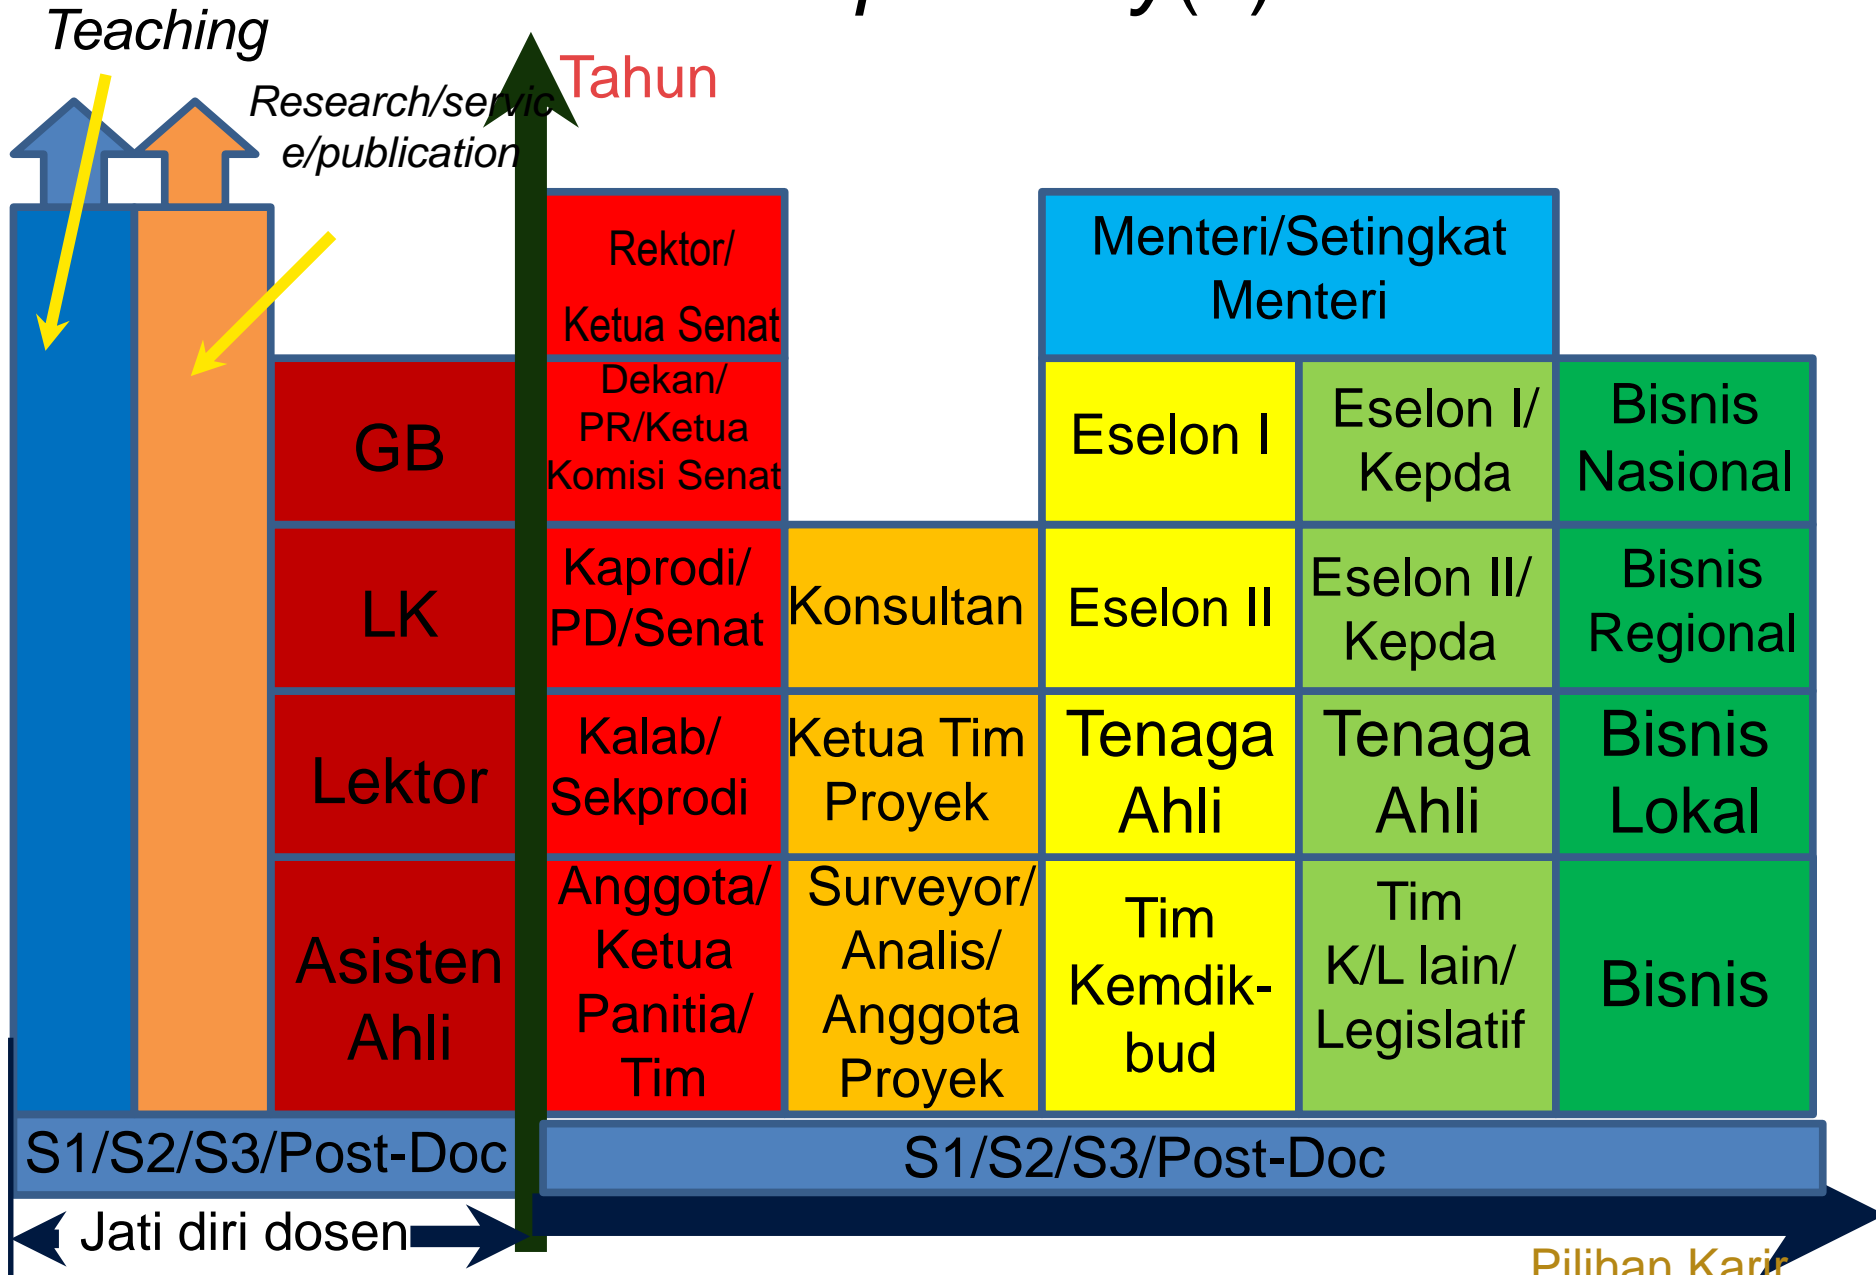 Teaching
Research/servic
e/publication
Tahun
Rektor/
Ketua Senat
Menteri/Setingkat
Menteri
GB
Dekan/
PR/Ketua
Komisi Senat
Eselon I
Eselon I/
Kepda
Bisnis
Nasional
LK
Kaprodi/
PD/Senat
Konsultan
Eselon II
Eselon II/
Kepda
Bisnis
Regional
Lektor
Kalab/
Sekprodi
Ketua Tim
Proyek
Tenaga
Ahli
Tenaga
Ahli
Bisnis
Lokal
Asisten
Ahli
Anggota/
Ketua
Panitia/
Tim
Surveyor/
Analis/
Anggota
Proyek
Tim
Kemdik-
bud
Tim
K/L lain/
Legislatif
Bisnis
S1/S2/S3/Post-Doc
S1/S2/S3/Post-Doc
Jati diri dosen
Pilihan Karir